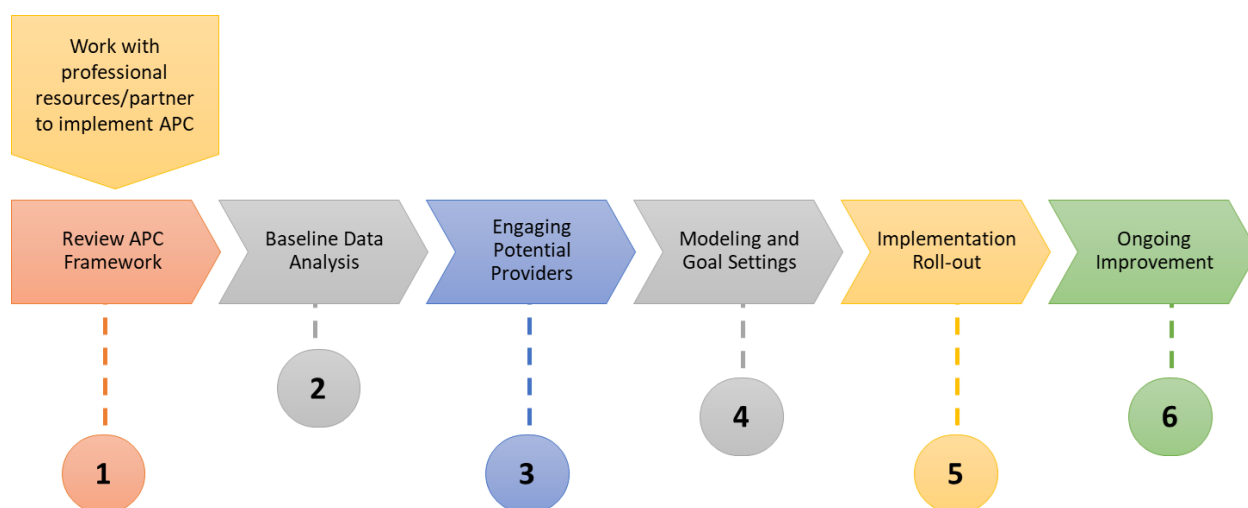 Work with
professional
resources/partner
to implement APC
Review APC
Framework
Baseline Data
Analysis
Engaging
Potential
Providers
Modeling and
Goal Settings
Implementation
Roll-out
Ongoing
Improvement
1
2
3
4
5
6